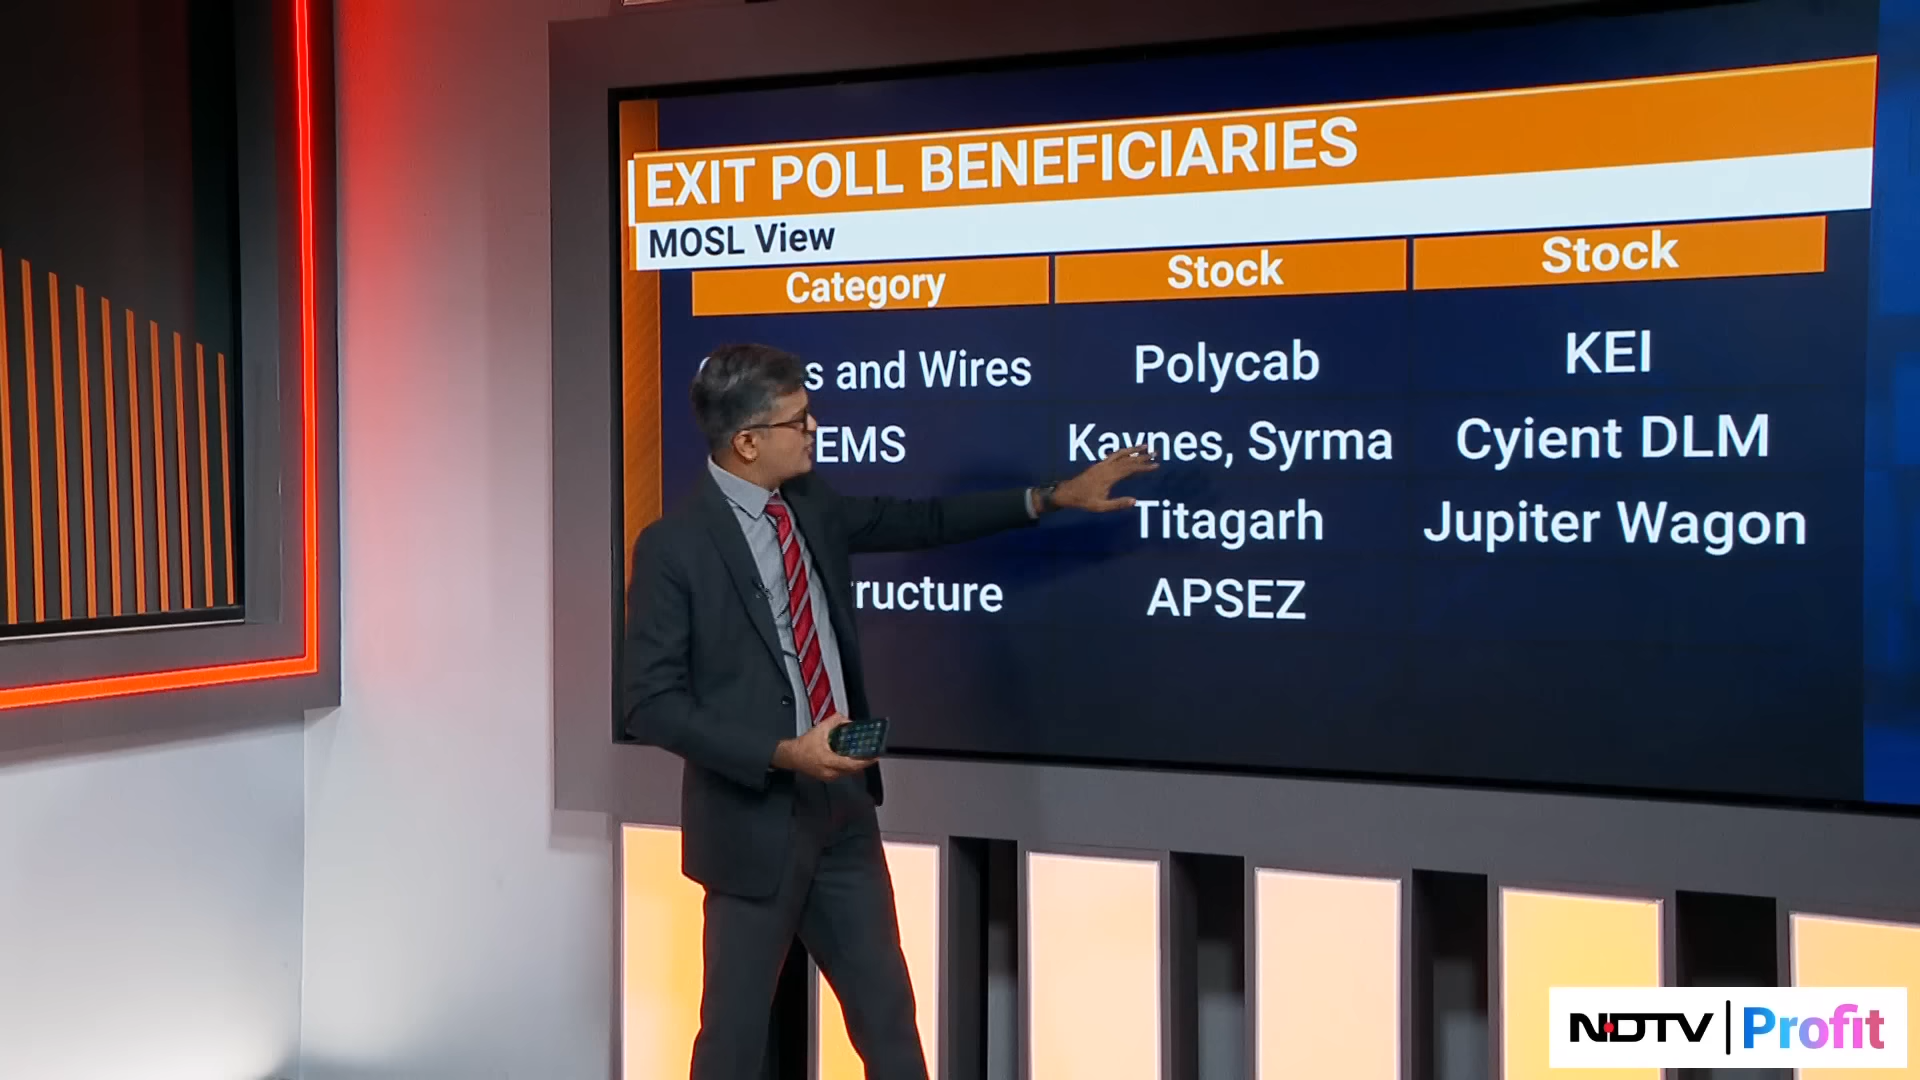 EXIT POLL BENEFICIARIES
MOSL View
Category Stock Stock
and Wires Polycab KEI
EMS Kaynes, Syrma Cyient DLM
Titagarh Jupiter Wagon
APSEZ
NDTV Profit